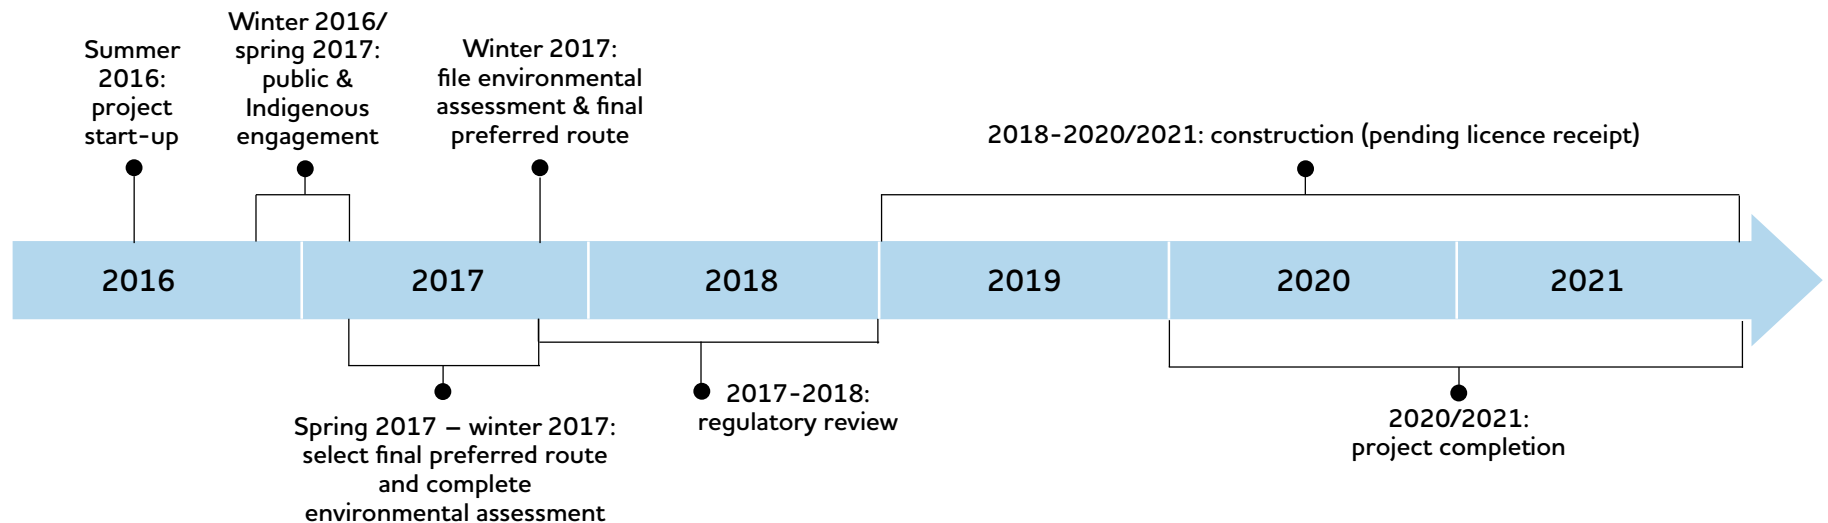 Summer
2016:
project
start-up
Winter 2016/
spring 2017:
public &
Indigenous
engagement
Winter 2017:
file environmental
assessment & final
preferred route
2018-2020/2021: construction (pending licence receipt)
2016
2017
2018
2019
2020
2021
Spring 2017 – winter 2017:
select final preferred route
and complete
environmental assessment
2017-2018:
regulatory review
2020/2021:
project completion